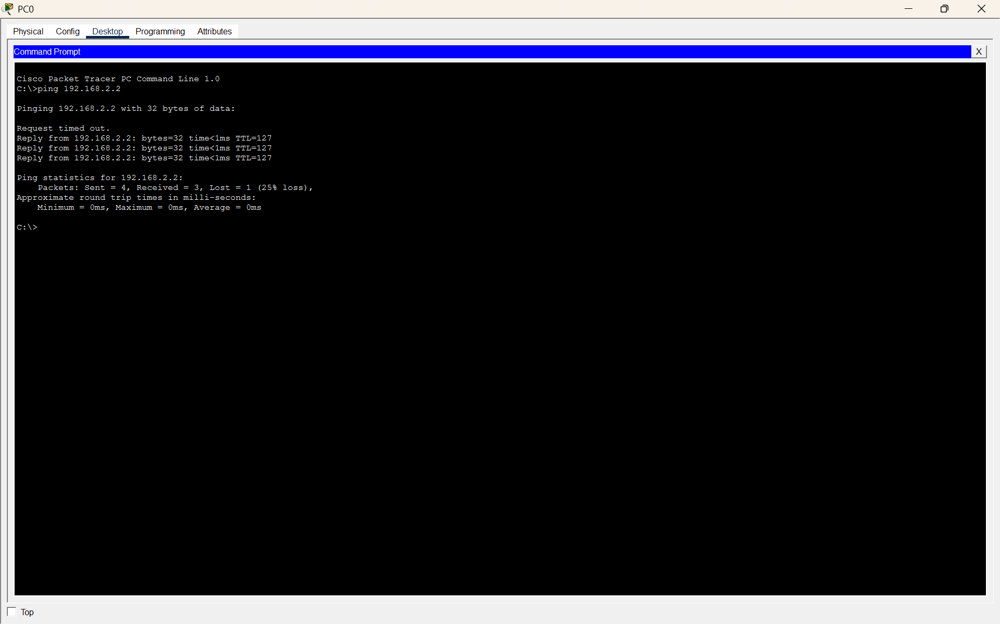 PC0
Physical Config Desktop Programming Attributes
Command Prompt X
Cisco Packet Tracer PC Command Line 1.0
C:\>ping 192.168.2.2
Pinging 192.168.2.2 with 32 bytes of data:
Request timed out.
Reply from 192.168.2.2: bytes=32 time<1ms TTL=127
Reply from 192.168.2.2: bytes=32 time<1ms TTL=127
Reply from 192.168.2.2: bytes=32 time<1ms TTL=127
Ping statistics for 192.168.2.2:
    Packets: Sent = 4, Received = 3, Lost = 1 (25% loss),
Approximate round trip times in milli-seconds:
    Minimum = 0ms, Maximum = 0ms, Average = 0ms
C:\>
Top